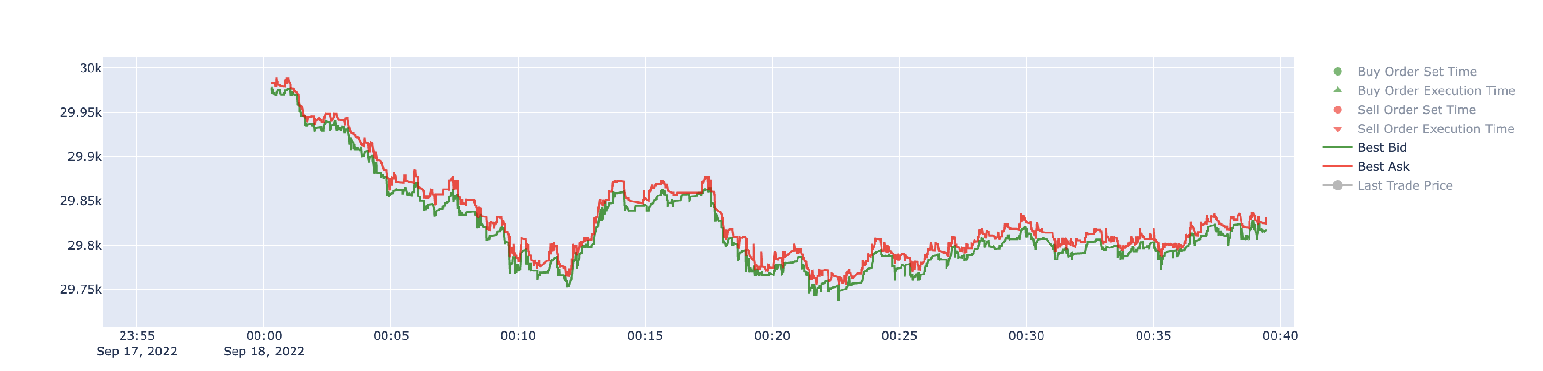 30k
29.95k
29.9k
29.85k
29.8k
29.75k
23:55
Sep 17, 2022
00:00
Sep 18, 2022
00:05
00:10
00:15
00:20
00:25
00:30
00:35
00:40
Buy Order Set Time
Buy Order Execution Time
Sell Order Set Time
Sell Order Execution Time
Best Bid
Best Ask
Last Trade Price